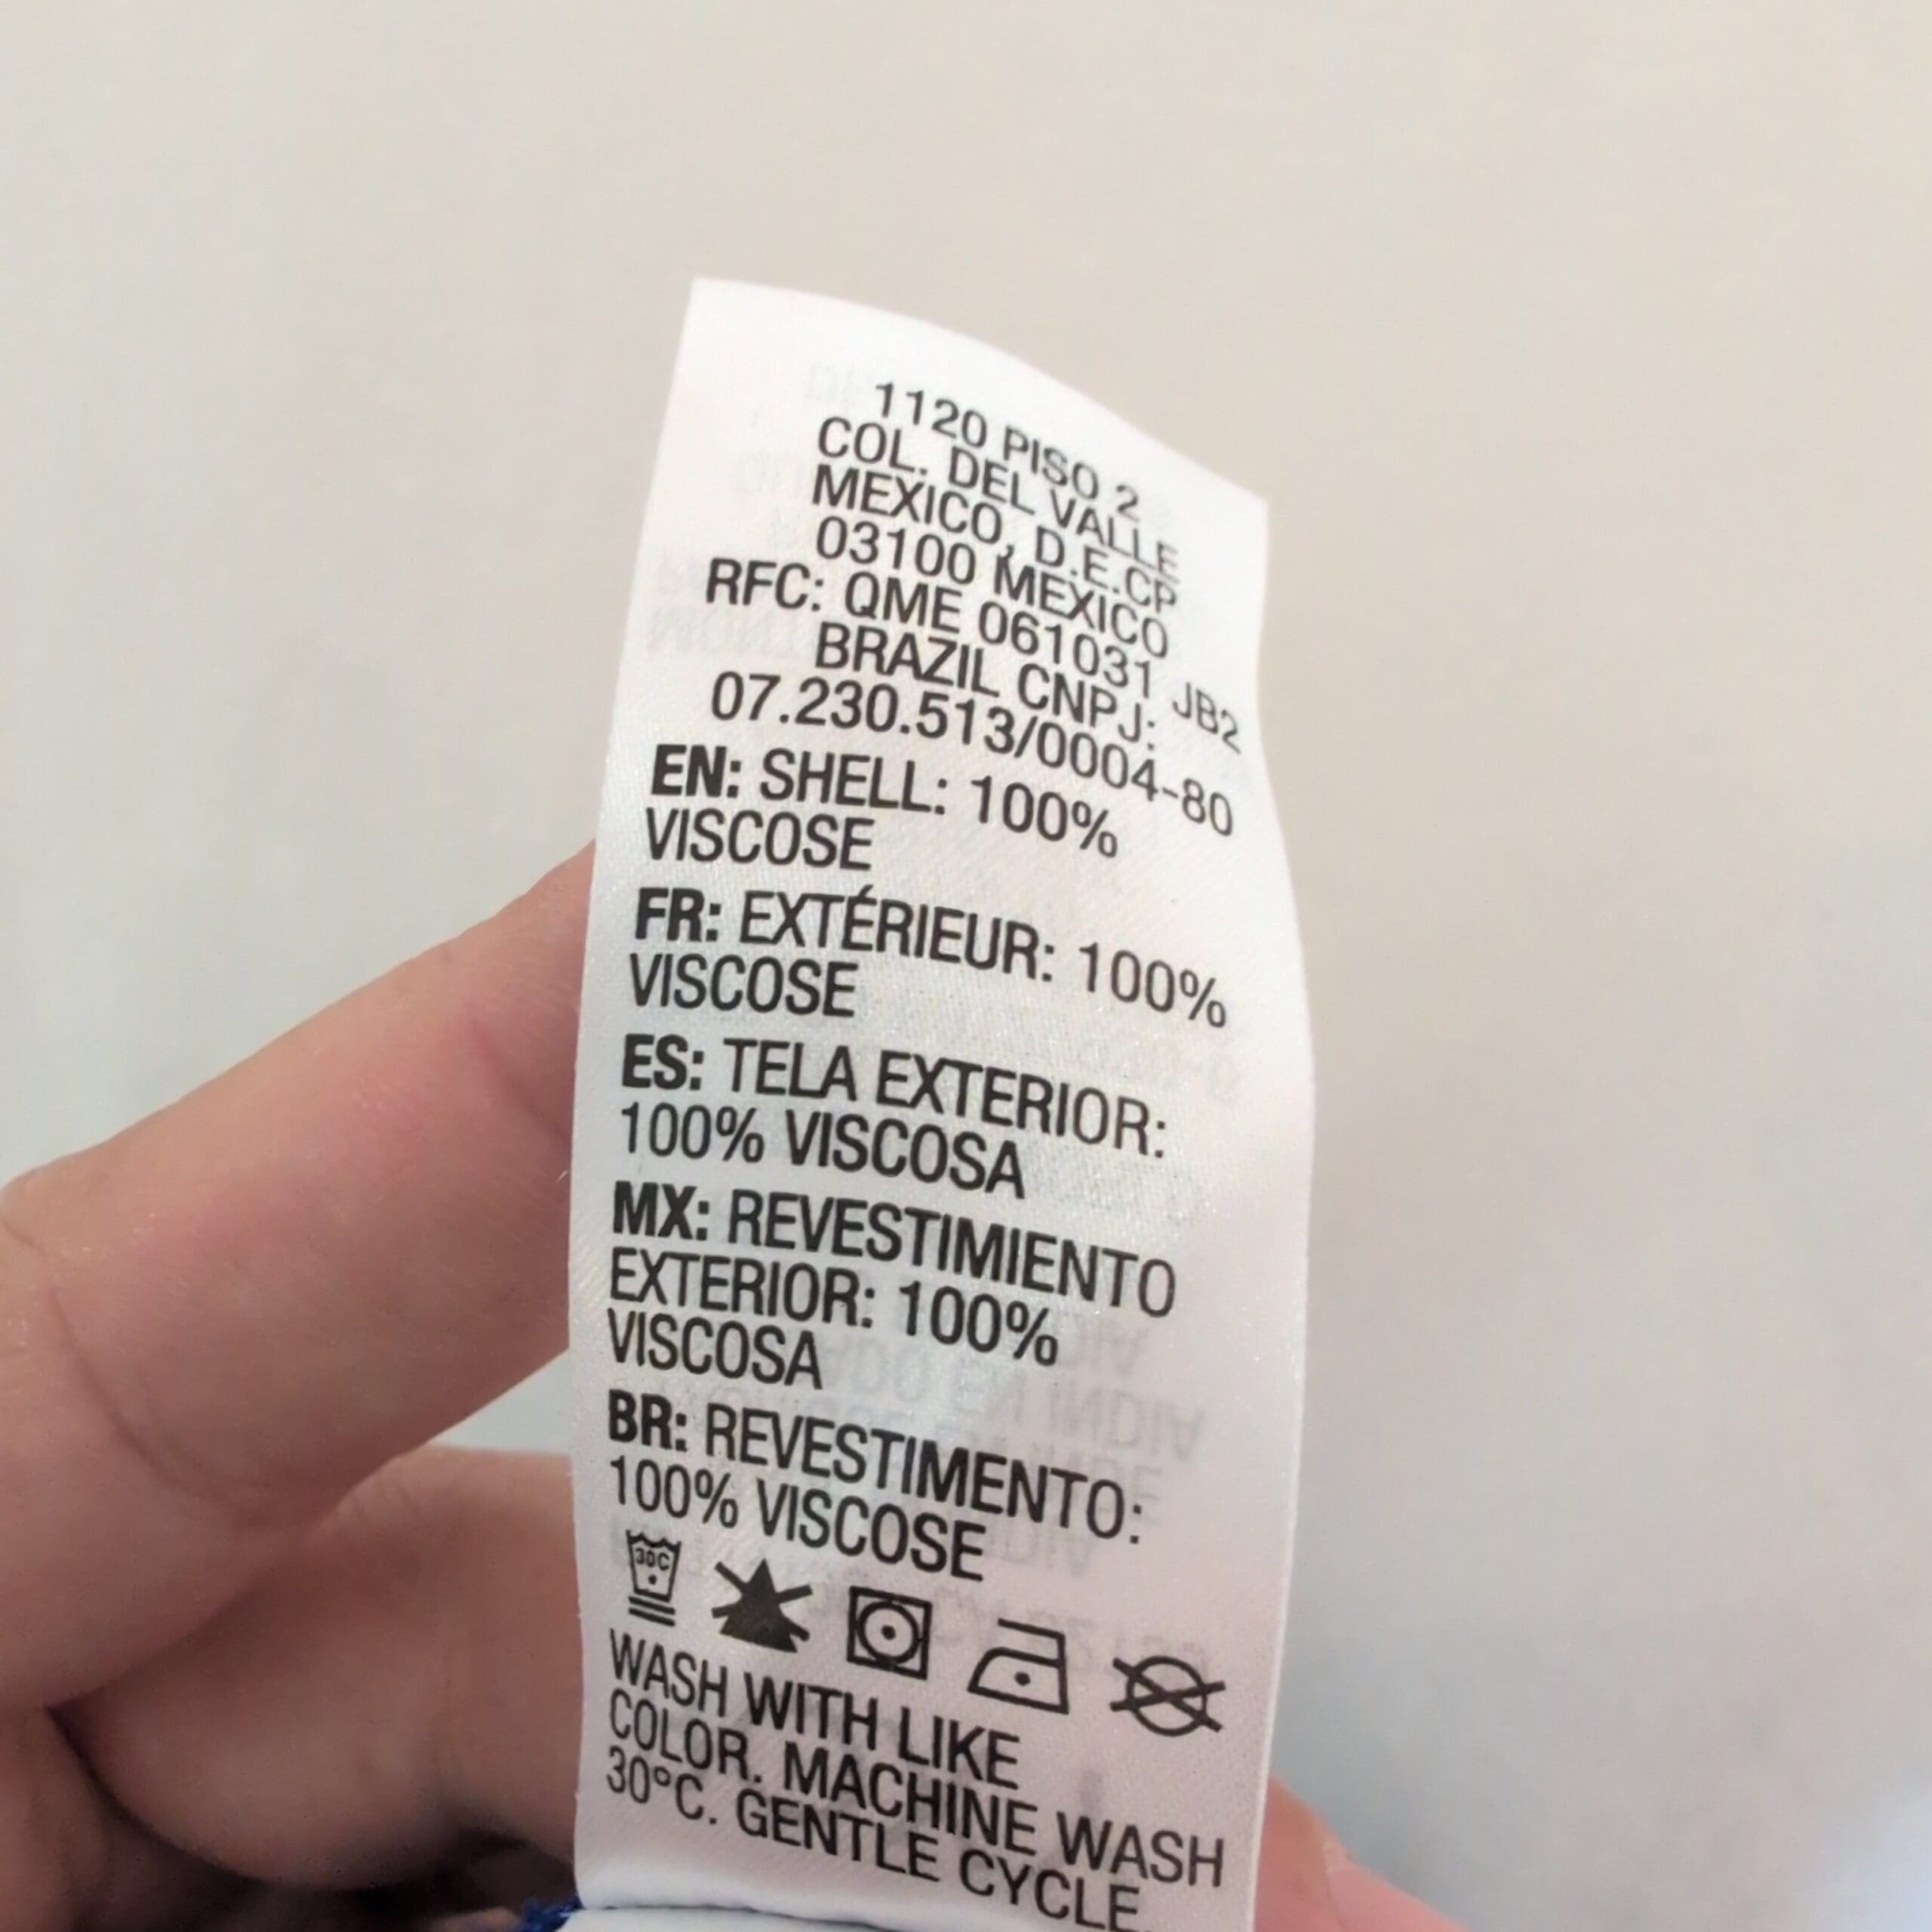 1120 PISO 2
COL. DEL VALLE
MEXICO, D.E.CP
03100 MEXICO
RFC: QME 061031 JB2
BRAZIL CNPJ:
07.230.513/0004-80
EN: SHELL: 100%
VISCOSE
FR: EXTÉRIEUR: 100%
VISCOSE
ES: TELA EXTERIOR:
100% VISCOSA
MX: REVESTIMIENTO
EXTERIOR: 100%
VISCOSA
BR: REVESTIMENTO:
100% VISCOSE
30C
WASH WITH LIKE
COLOR. MACHINE WASH
30°C. GENTLE CYCLE.